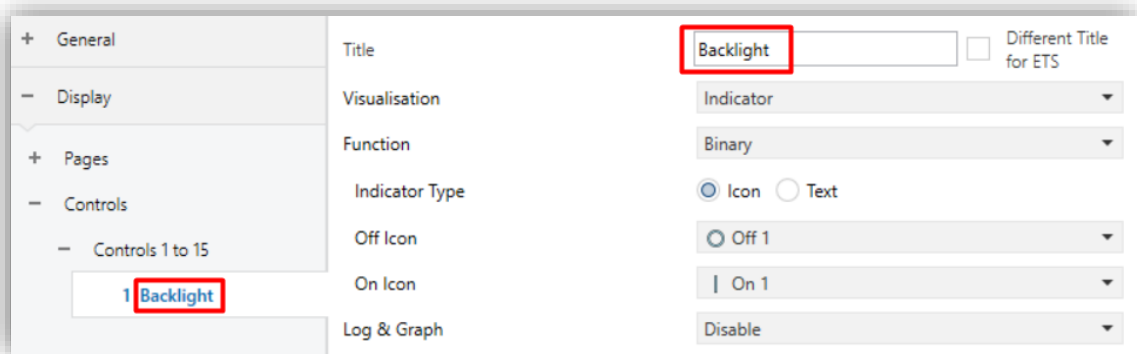 + General
− Display
+ Pages
− Controls
− Controls 1 to 15
1 Backlight
Title Backlight Different Title
for ETS
Visualisation Indicator
Function Binary
Indicator Type Icon Text
Off Icon Off 1
On Icon On 1
Log & Graph Disable